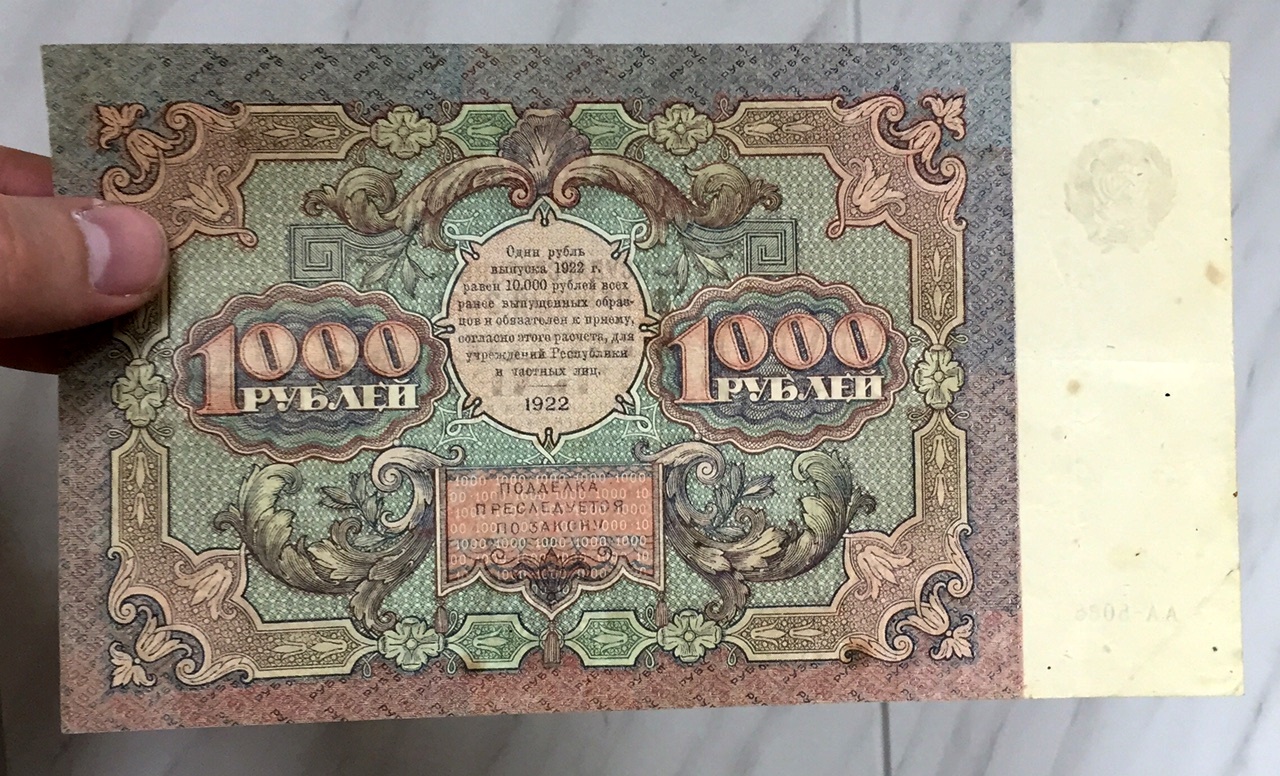 Один рубль
выпуска 1922 г.
равен 10.000 рублей всех
ранее выпущенных образ-
цов и обязателен к приему,
согласно этого расчета, для
учреждений Республики
и частных лиц.
1922
1000
РУБЛЕЙ
1000
РУБЛЕЙ
ПОДДЕЛКА
ПРЕСЛЕДУЕТСЯ
ПО ЗАКОНУ